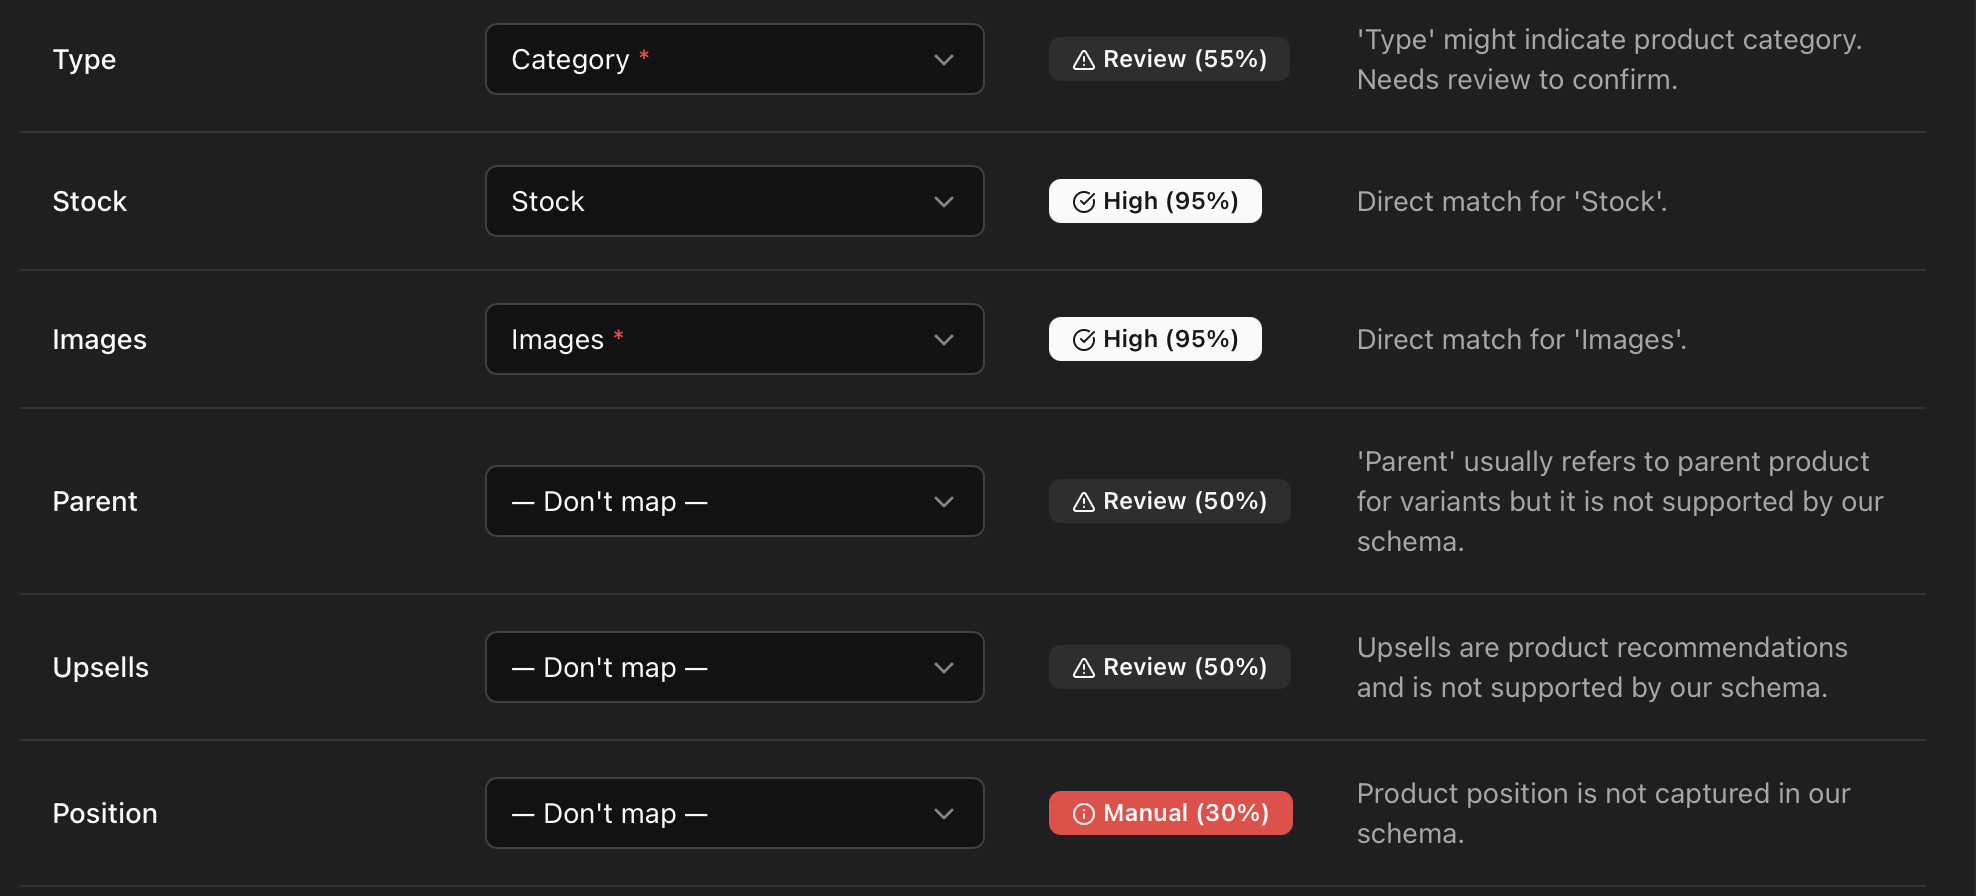 Type
Category *
Review (55%)
'Type' might indicate product category.
Needs review to confirm.
Stock
Stock
High (95%)
Direct match for 'Stock'.
Images
Images *
High (95%)
Direct match for 'Images'.
Parent
— Don't map —
Review (50%)
'Parent' usually refers to parent product
for variants but it is not supported by our
schema.
Upsells
— Don't map —
Review (50%)
Upsells are product recommendations
and is not supported by our schema.
Position
— Don't map —
Manual (30%)
Product position is not captured in our
schema.